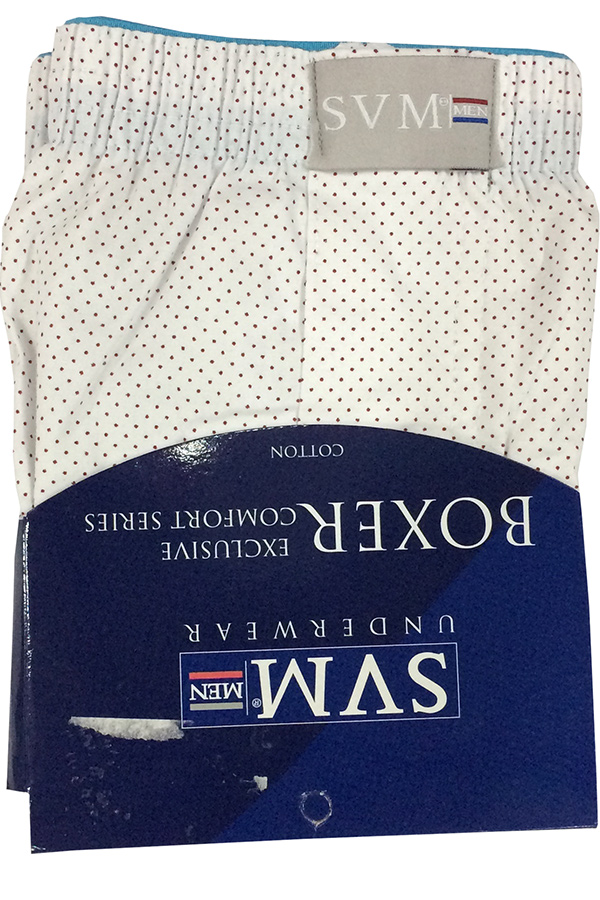 SVM® MEN
SVM® MEN
UNDERWEAR
BOXER EXCLUSIVE
COMFORT SERIES
COTTON